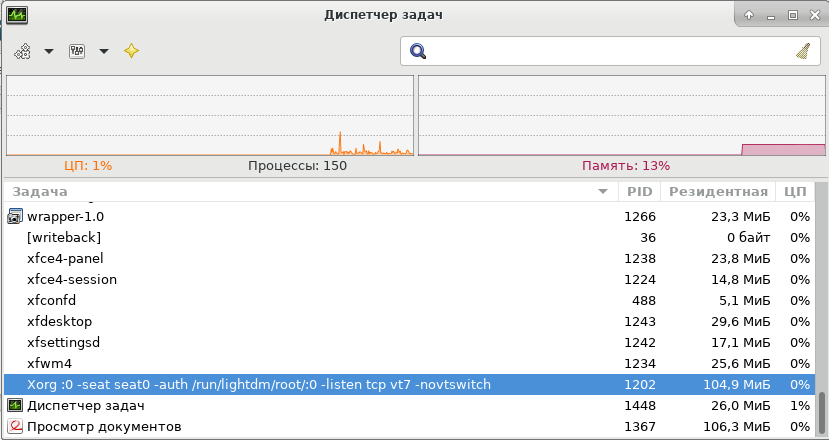 Диспетчер задач
ЦП: 1% Процессы: 150 Память: 13%
Задача PID Резидентная ЦП
wrapper-1.0 1266 23,3 МиБ 0%
[writeback] 36 0 байт 0%
xfce4-panel 1238 23,8 МиБ 0%
xfce4-session 1224 14,8 МиБ 0%
xfconfd 488 5,1 МиБ 0%
xfdesktop 1243 29,6 МиБ 0%
xfsettingsd 1242 17,1 МиБ 0%
xfwm4 1234 25,6 МиБ 0%
Xorg :0 -seat seat0 -auth /run/lightdm/root/:0 -listen tcp vt7 -novtswitch 1202 104,9 МиБ 0%
Диспетчер задач 1448 26,0 МиБ 1%
Просмотр документов 1367 106,3 МиБ 0%